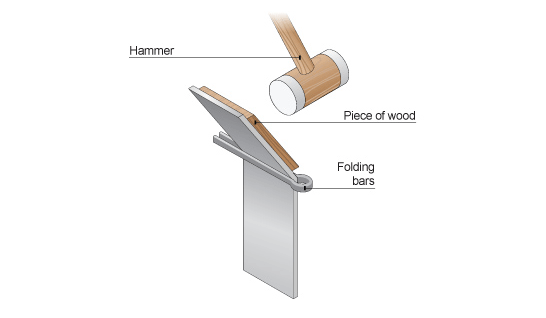 Hammer
Piece of wood
Folding
bars